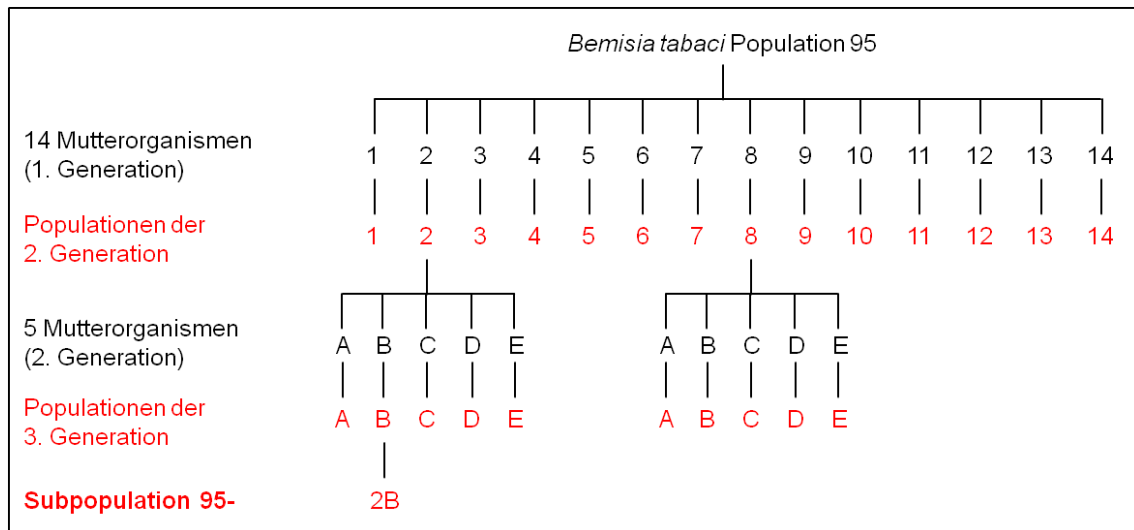 Bemisia tabaci Population 95
14 Mutterorganismen
(1. Generation)
1 2 3 4 5 6 7 8 9 10 11 12 13 14
Populationen der
2. Generation
1 2 3 4 5 6 7 8 9 10 11 12 13 14
5 Mutterorganismen
(2. Generation)
A B C D E A B C D E
Populationen der
3. Generation
A B C D E A B C D E
Subpopulation 95- 2B